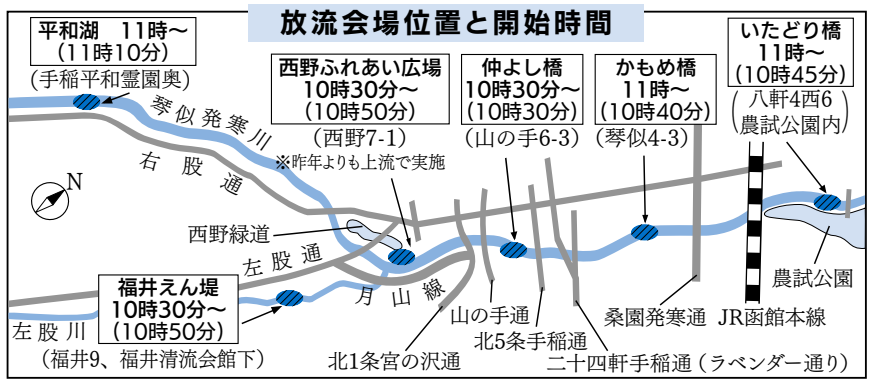 放流会場位置と開始時間
平和湖 11時〜
(11時10分)
(手稲平和霊園奥)
西野ふれあい広場
10時30分〜
(10時50分)
(西野7-1)
※昨年よりも上流で実施
仲よし橋
10時30分〜
(10時30分)
(山の手6-3)
かもめ橋
11時〜
(10時40分)
(琴似4-3)
いたどり橋
11時〜
(10時45分)
(八軒4西6
農試公園内)
琴似発寒川
右股通
N
西野緑道
左股通
月山線
福井えん堤
10時30分〜
(10時50分)
左股川
(福井9、福井清流会館下)
北1条宮の沢通
山の手通
北5条手稲通
二十四軒手稲通(ラベンダー通り)
桑園発寒通
JR函館本線
農試公園